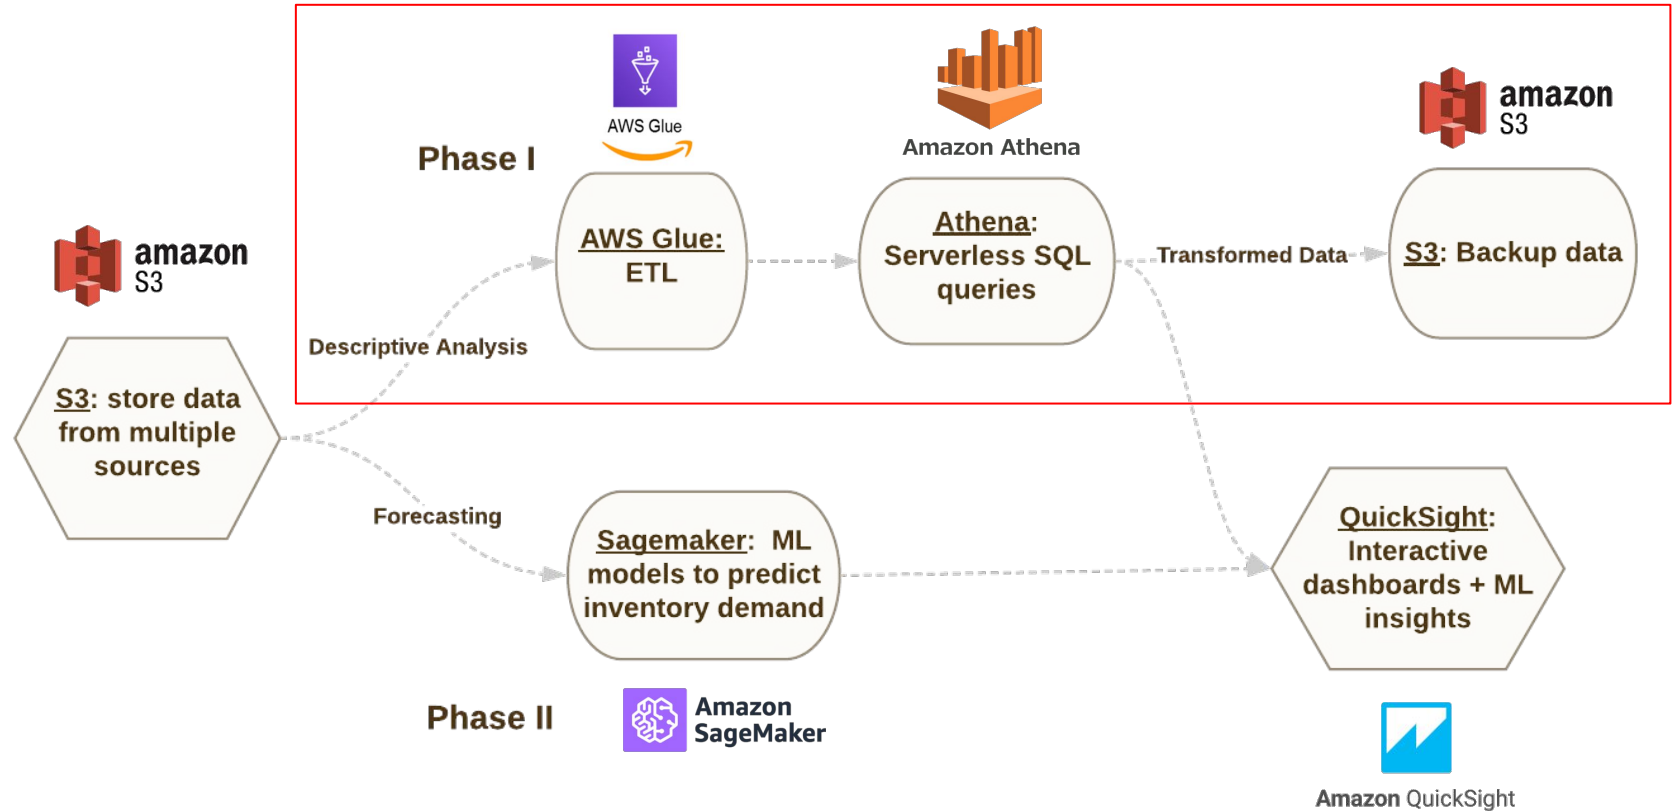 AWS Glue
Amazon Athena
amazon
S3
Phase I
AWS Glue:
ETL
Athena:
Serverless SQL
queries
Transformed Data
S3: Backup data
amazon
S3
Descriptive Analysis
S3: store data
from multiple
sources
Forecasting
Sagemaker: ML
models to predict
inventory demand
QuickSight:
Interactive
dashboards + ML
insights
Phase II
Amazon
SageMaker
Amazon QuickSight